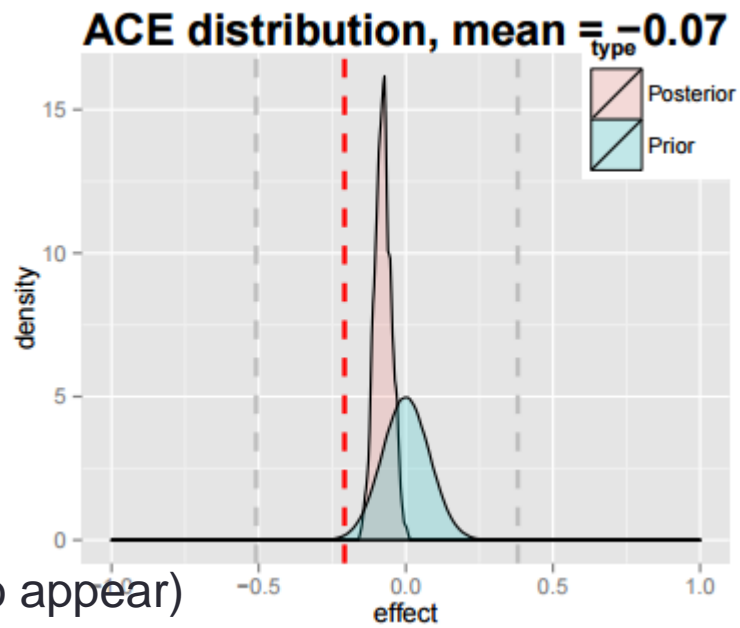 ACE distribution, mean = −0.07
type
Posterior
Prior
15
10
5
0
density
−0.5 0.0 0.5 1.0
effect
appear)